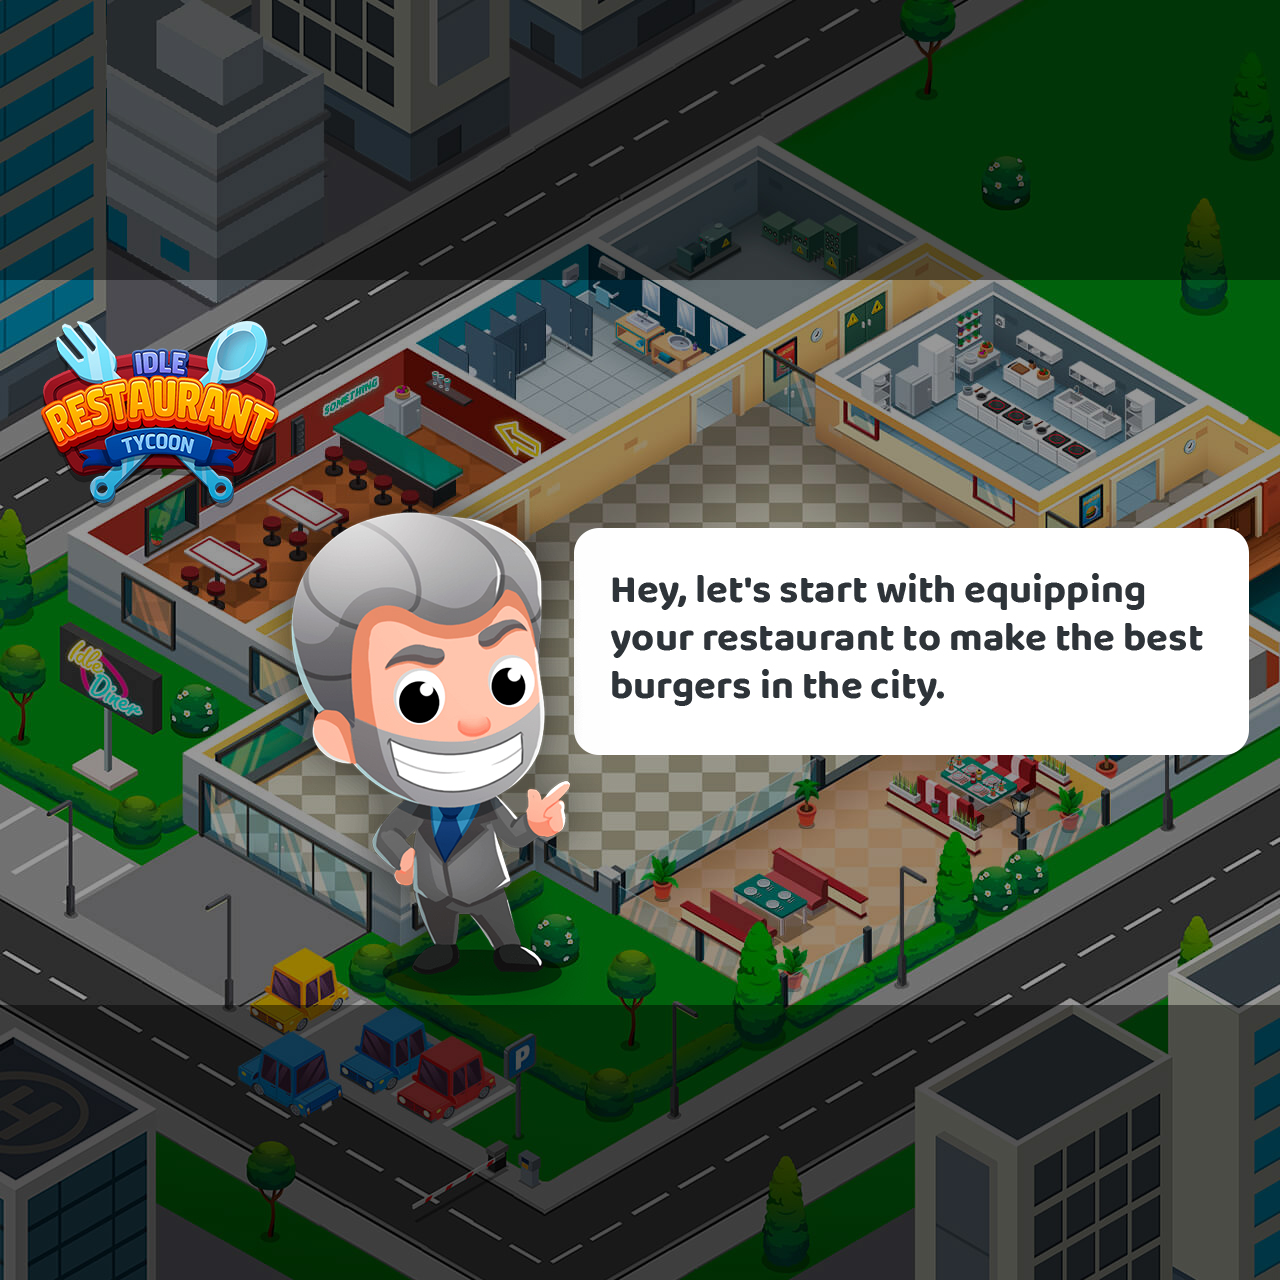 IDLE
RESTAURANT
TYCOON
SOMETHING
Hey, let's start with equipping
your restaurant to make the best
burgers in the city.
Idle
Diner
P
H